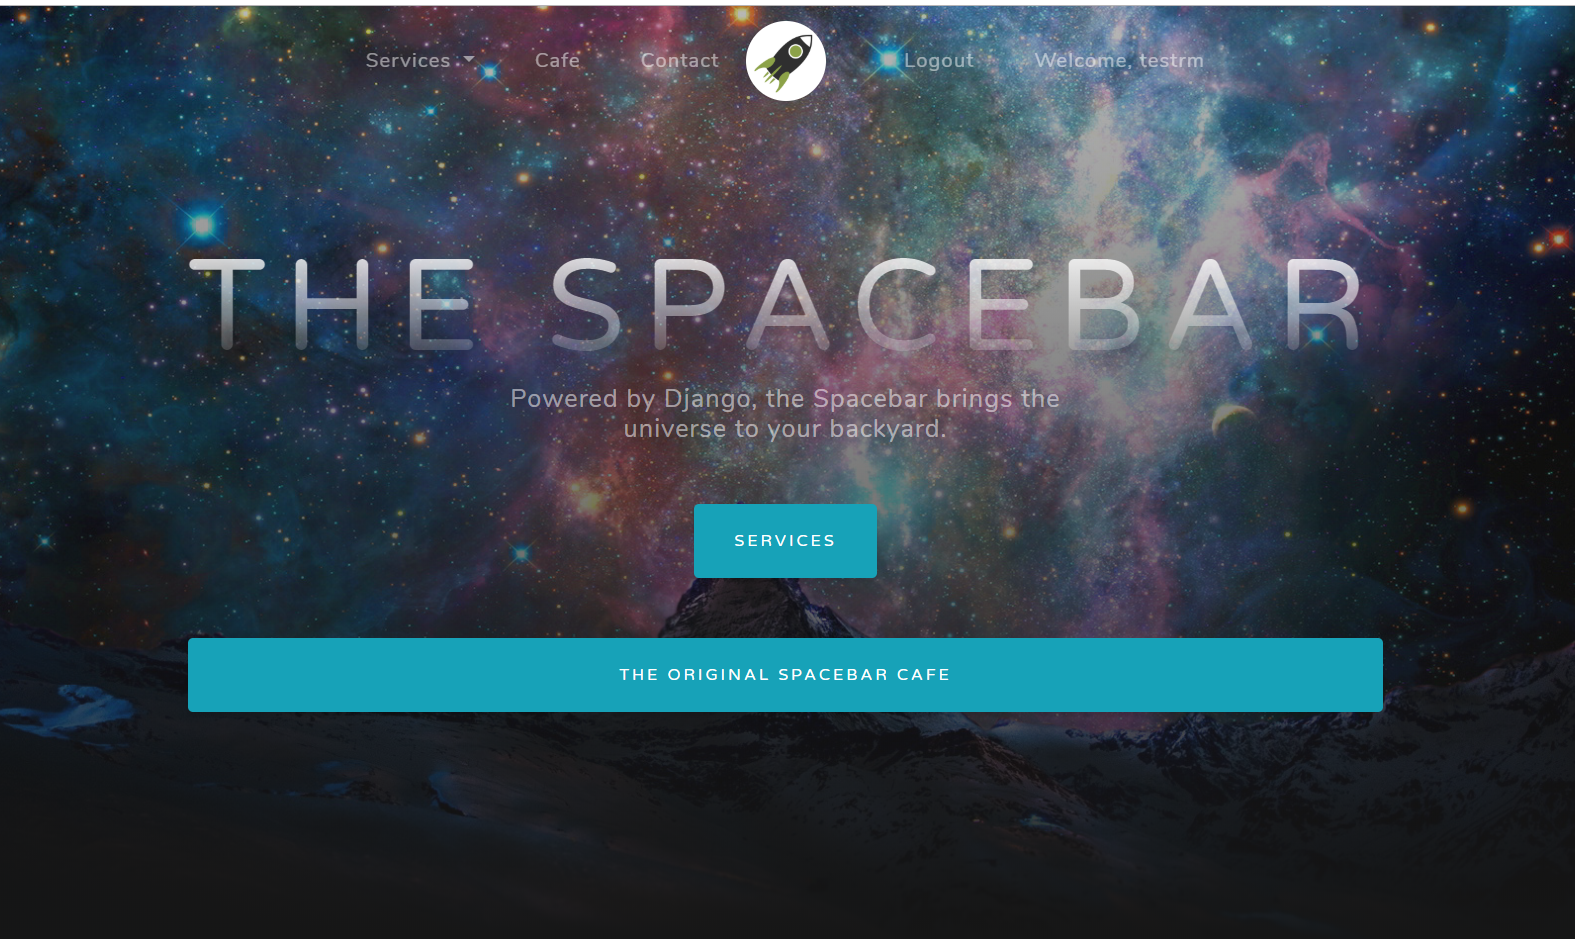 Services
Cafe
Contact
Logout
Welcome, testrm
THE SPACEBAR
Powered by Django, the Spacebar brings the
universe to your backyard.
SERVICES
THE ORIGINAL SPACEBAR CAFE